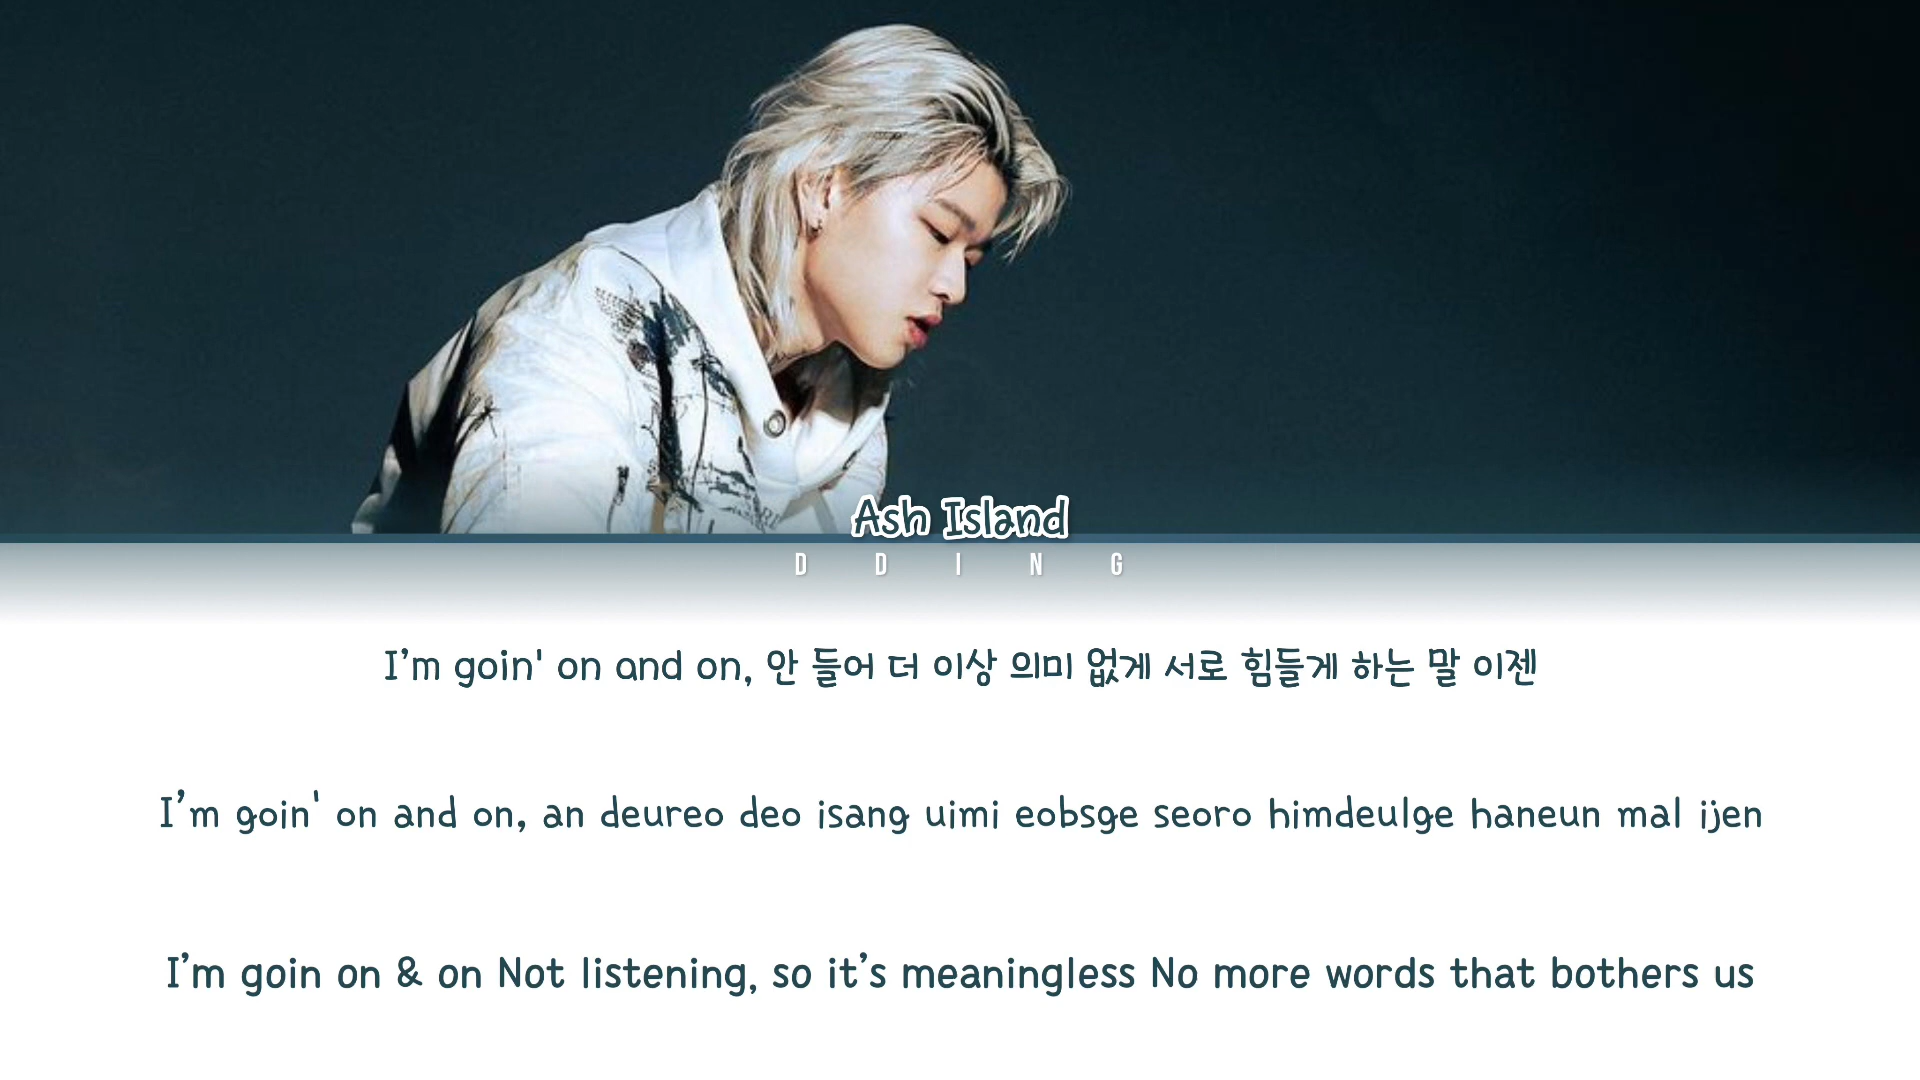 Ash Island
D D I N G
I'm goin' on and on, 안 들어 더 이상 의미 없게 서로 힘들게 하는 말 이젠
I'm goin' on and on, an deureo deo isang uimi eobsge seoro himdeulge haneun mal ijen
I'm goin on & on Not listening, so it's meaningless No more words that bothers us